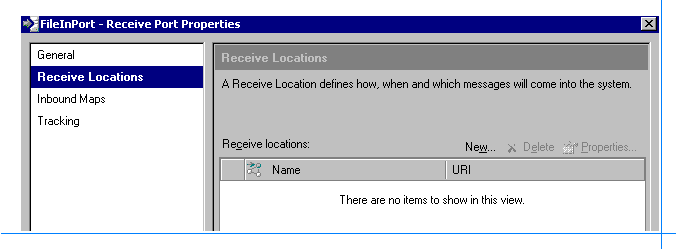 FileInPort - Receive Port Properties
General
Receive Locations
Inbound Maps
Tracking
Receive Locations
A Receive Location defines how, when and which messages will come into the system.
Receive locations: New... Delete Properties...
Name URI
There are no items to show in this view.